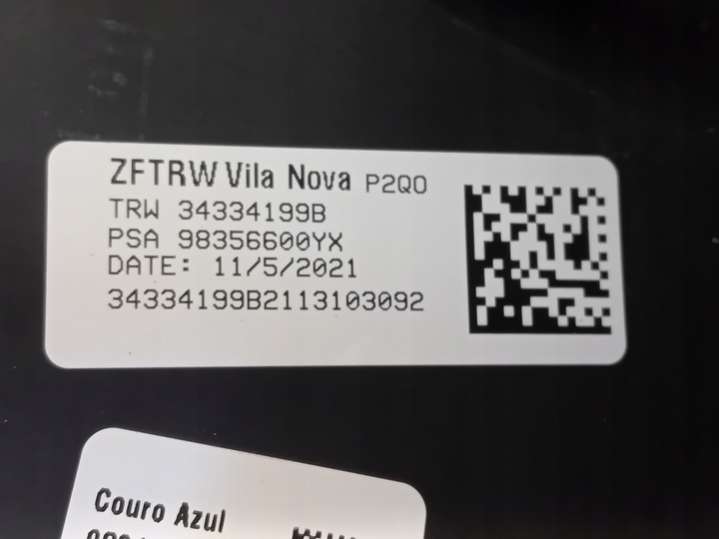 ZFTRW Vila Nova P2Q0
TRW 34334199B
PSA 98356600YX
DATE: 11/5/2021
34334199B2113103092
Couro Azul